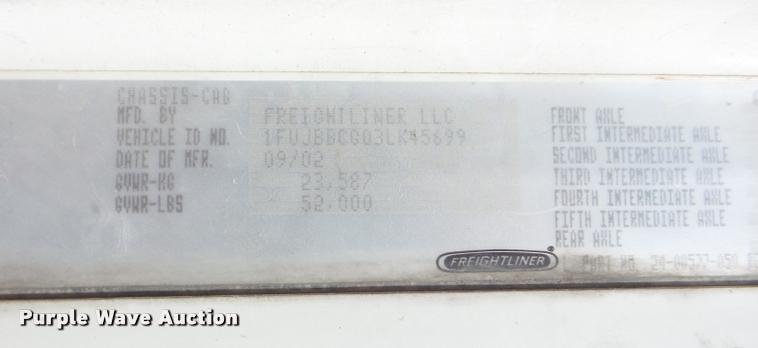 CHASSIS-CAB
MFD. BY FREIGHTLINER LLC
VEHICLE ID NO. 1FUJBBCG03LK45699
DATE OF MFR. 09/02
GVWR-KG 23,587
GVWR-LBS 52,000
FRONT AXLE
FIRST INTERMEDIATE AXLE
SECOND INTERMEDIATE AXLE
THIRD INTERMEDIATE AXLE
FOURTH INTERMEDIATE AXLE
FIFTH INTERMEDIATE AXLE
REAR AXLE
FREIGHTLINER
PART NO.
Purple Wave Auction